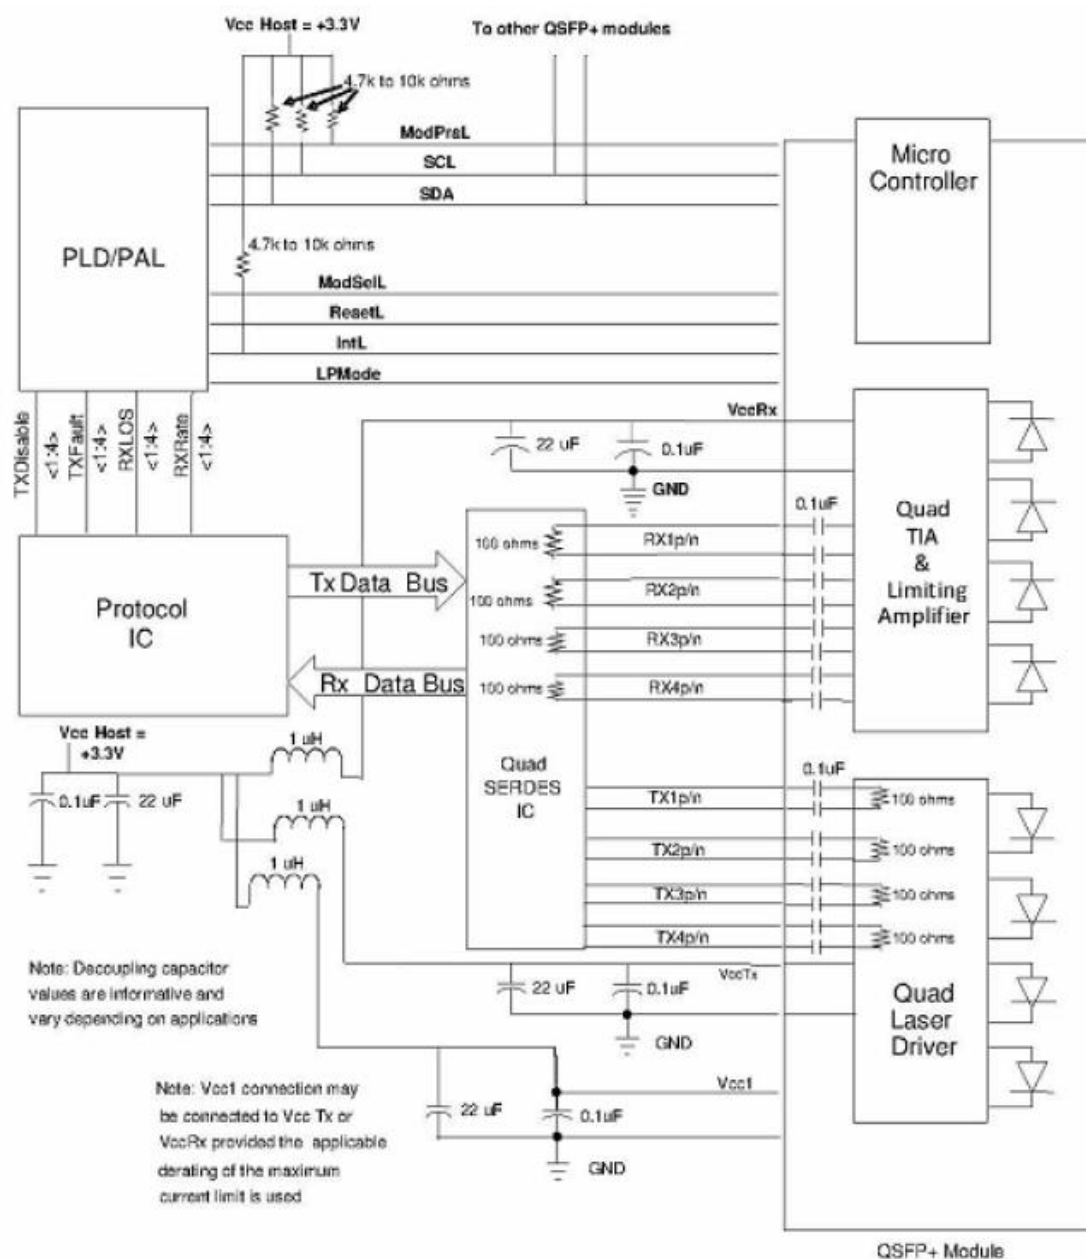 Vcc Host = +3.3V
To other QSFP+ modules
4.7k to 10k ohms
ModPrsL
SCL
SDA
Micro
Controller
PLD/PAL
4.7k to 10k ohms
ModSelL
ResetL
IntL
LPMode
TXDisable
<1:4>
TXFault
<1:4>
RXLOS
<1:4>
RXRate
<1:4>
VccRx
22 uF
0.1uF
GND
0.1uF
Quad
TIA
&
Limiting
Amplifier
100 ohms
RX1p/n
100 ohms
RX2p/n
100 ohms
RX3p/n
100 ohms
RX4p/n
Tx Data Bus
Rx Data Bus
Protocol
IC
Vcc Host =
+3.3V
1 uH
0.1uF
22 uF
1 uH
1 uH
Quad
SERDES
IC
0.1uF
TX1p/n
100 ohms
TX2p/n
100 ohms
TX3p/n
100 ohms
TX4p/n
100 ohms
VccTx
22 uF
0.1uF
GND
Quad
Laser
Driver
Note: Decoupling capacitor
values are informative and
vary depending on applications
Vcc1
22 uF
0.1uF
GND
Note: Vcc1 connection may
be connected to Vcc Tx or
VccRx provided the applicable
derating of the maximum
current limit is used
QSFP+ Module